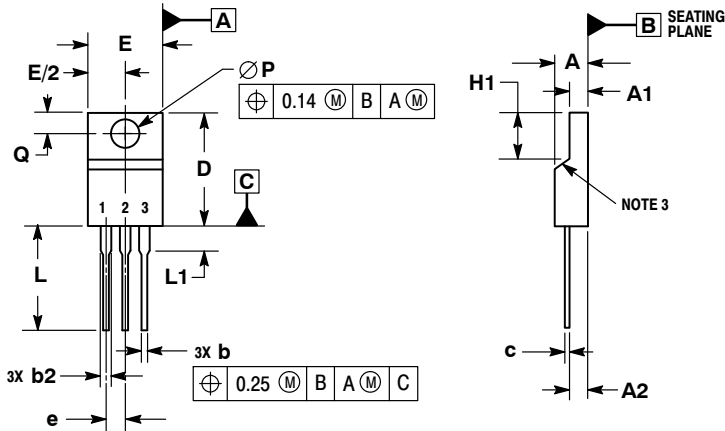 A
E
E/2
∅P
⌖ 0.14 Ⓜ B A Ⓜ
Q
D
C
1 2 3
L
L1
3X b
3X b2
⌖ 0.25 Ⓜ B A Ⓜ C
e
B SEATING
PLANE
A
H1
A1
NOTE 3
c
A2